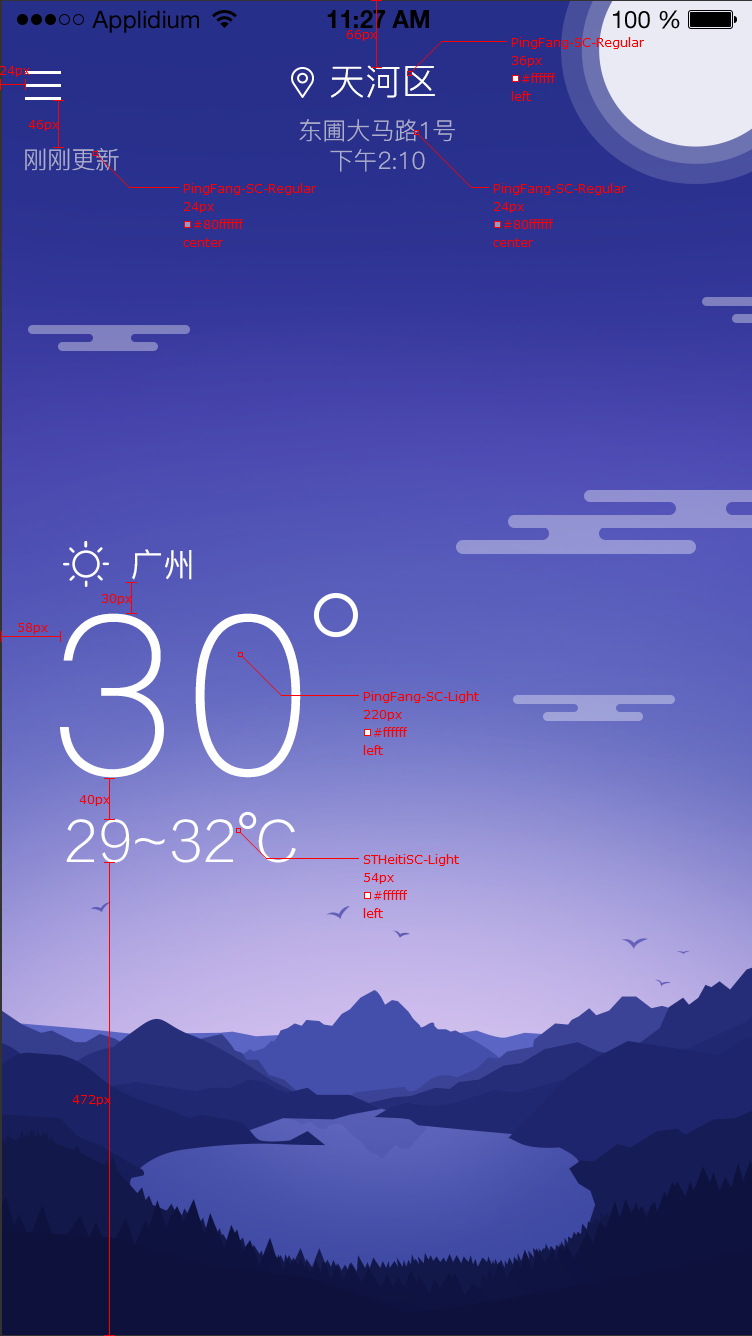 Applidium 11:27 AM 100 %
66px
24px
天河区
PingFang-SC-Regular
36px
#ffffff
left
46px
东圃大马路1号
刚刚更新
下午2:10
PingFang-SC-Regular
24px
#80ffffff
center
PingFang-SC-Regular
24px
#80ffffff
center
广州
30px
58px
30°
PingFang-SC-Light
220px
#ffffff
left
40px
29~32℃
STHeitiSC-Light
54px
#ffffff
left
472px